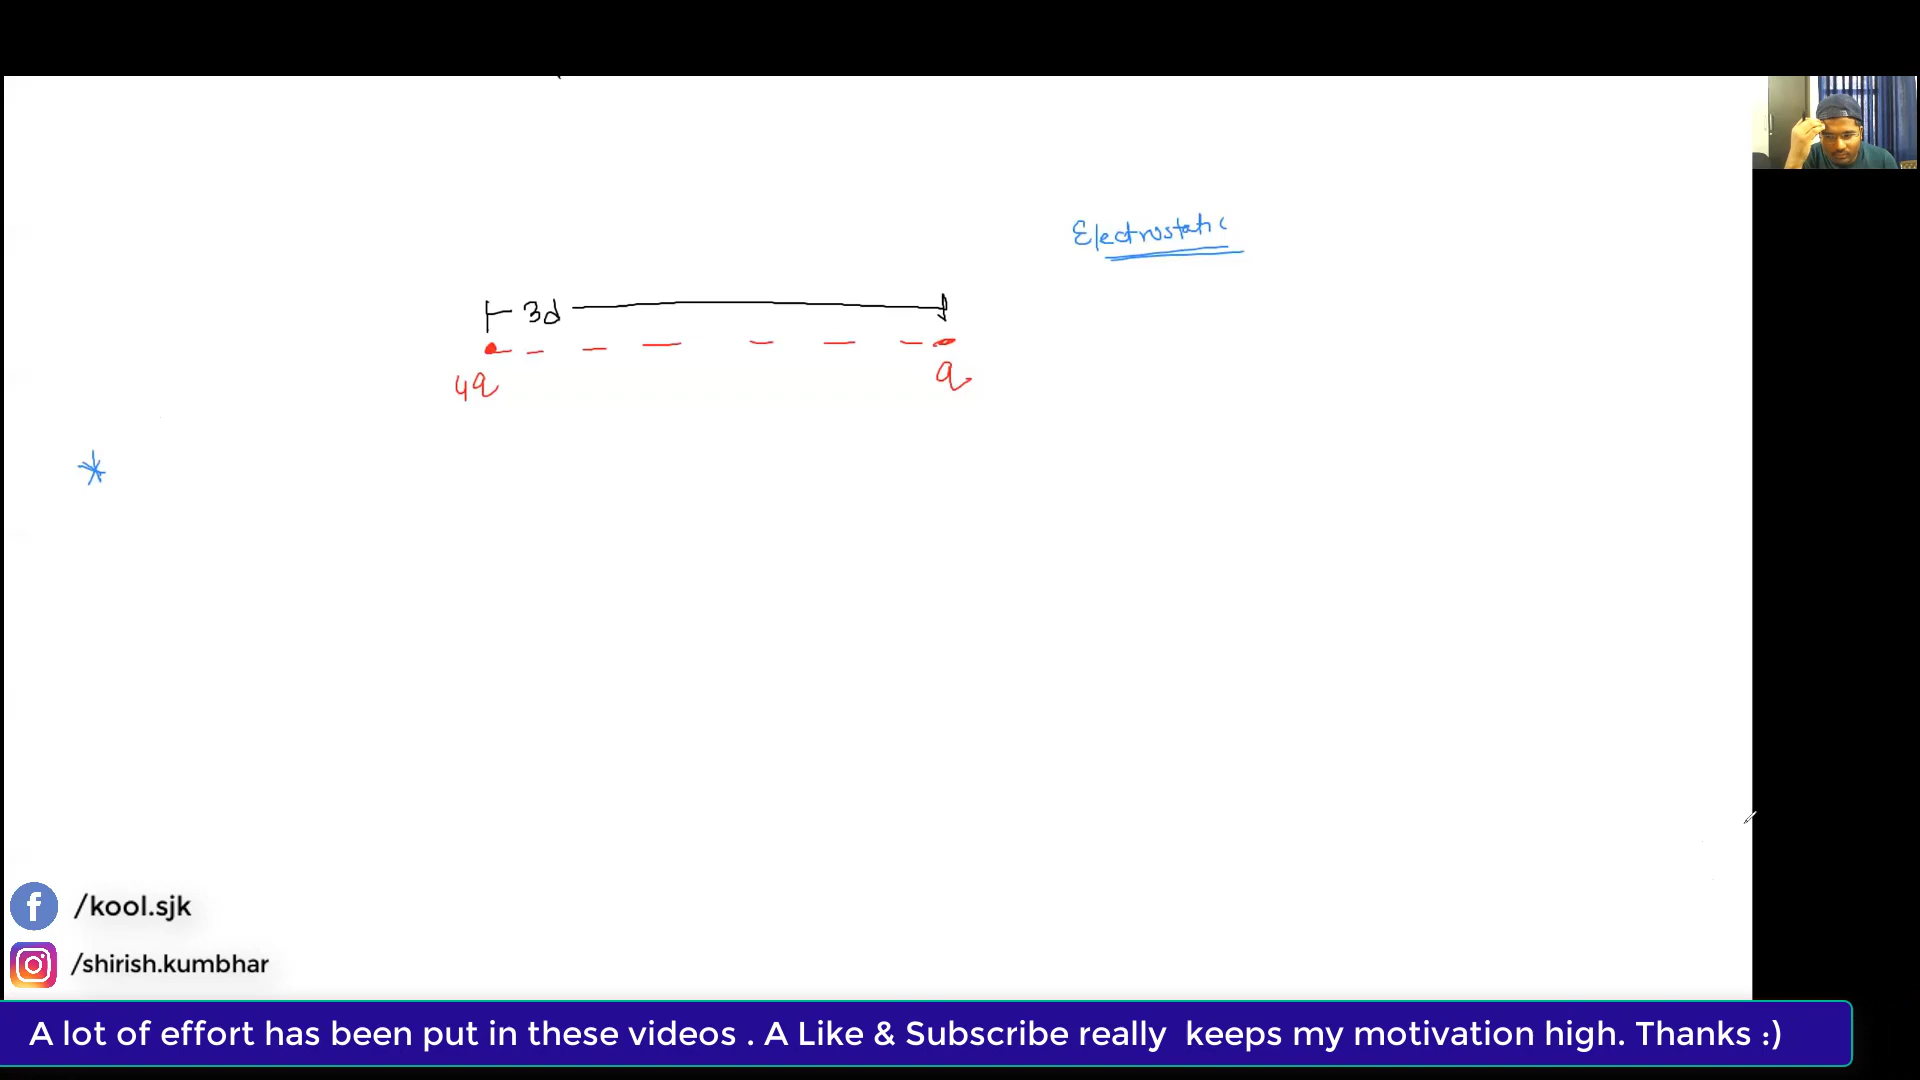 Electrostatic
3d
4q
q
*
/kool.sjk
/shirish.kumbhar
A lot of effort has been put in these videos . A Like & Subscribe really keeps my motivation high. Thanks :)